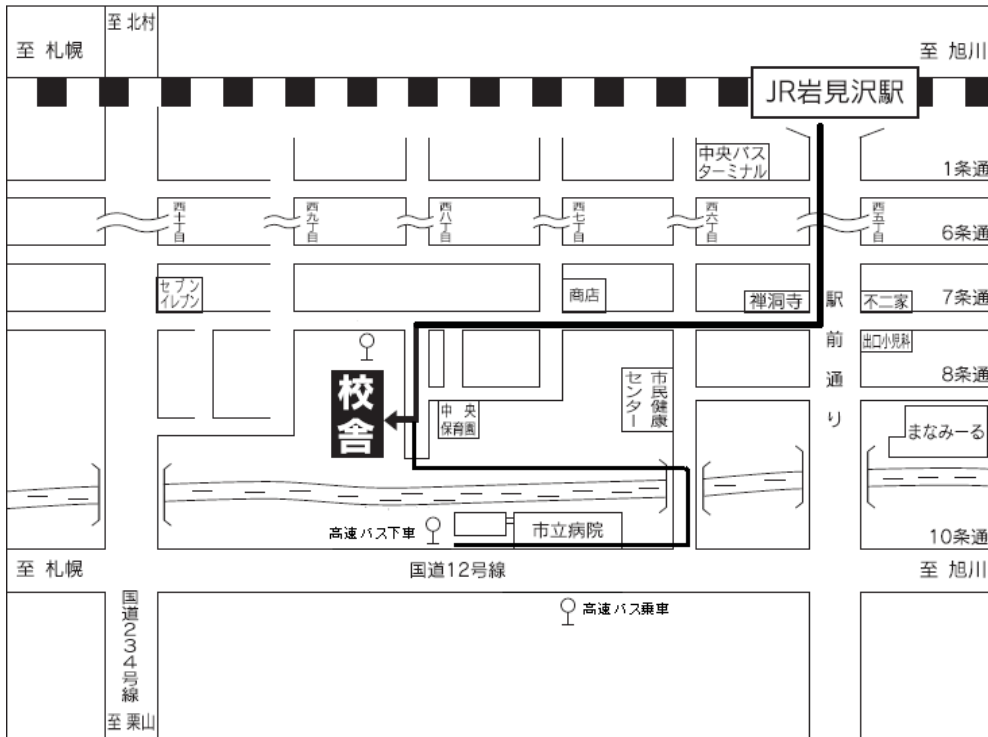 至 北村
至 札幌
至 旭川
JR岩見沢駅
中央バス
ターミナル
1条通
西十丁目
西九丁目
西八丁目
西七丁目
西六丁目
西五丁目
6条通
セブン
イレブン
商店
禅洞寺
不二家
7条通
駅前通り
出口小児科
8条通
校舎
中央
保育園
市民健康
センター
まなみーる
高速バス下車
市立病院
10条通
至 札幌
国道12号線
至 旭川
国道234号線
高速バス乗車
至 栗山